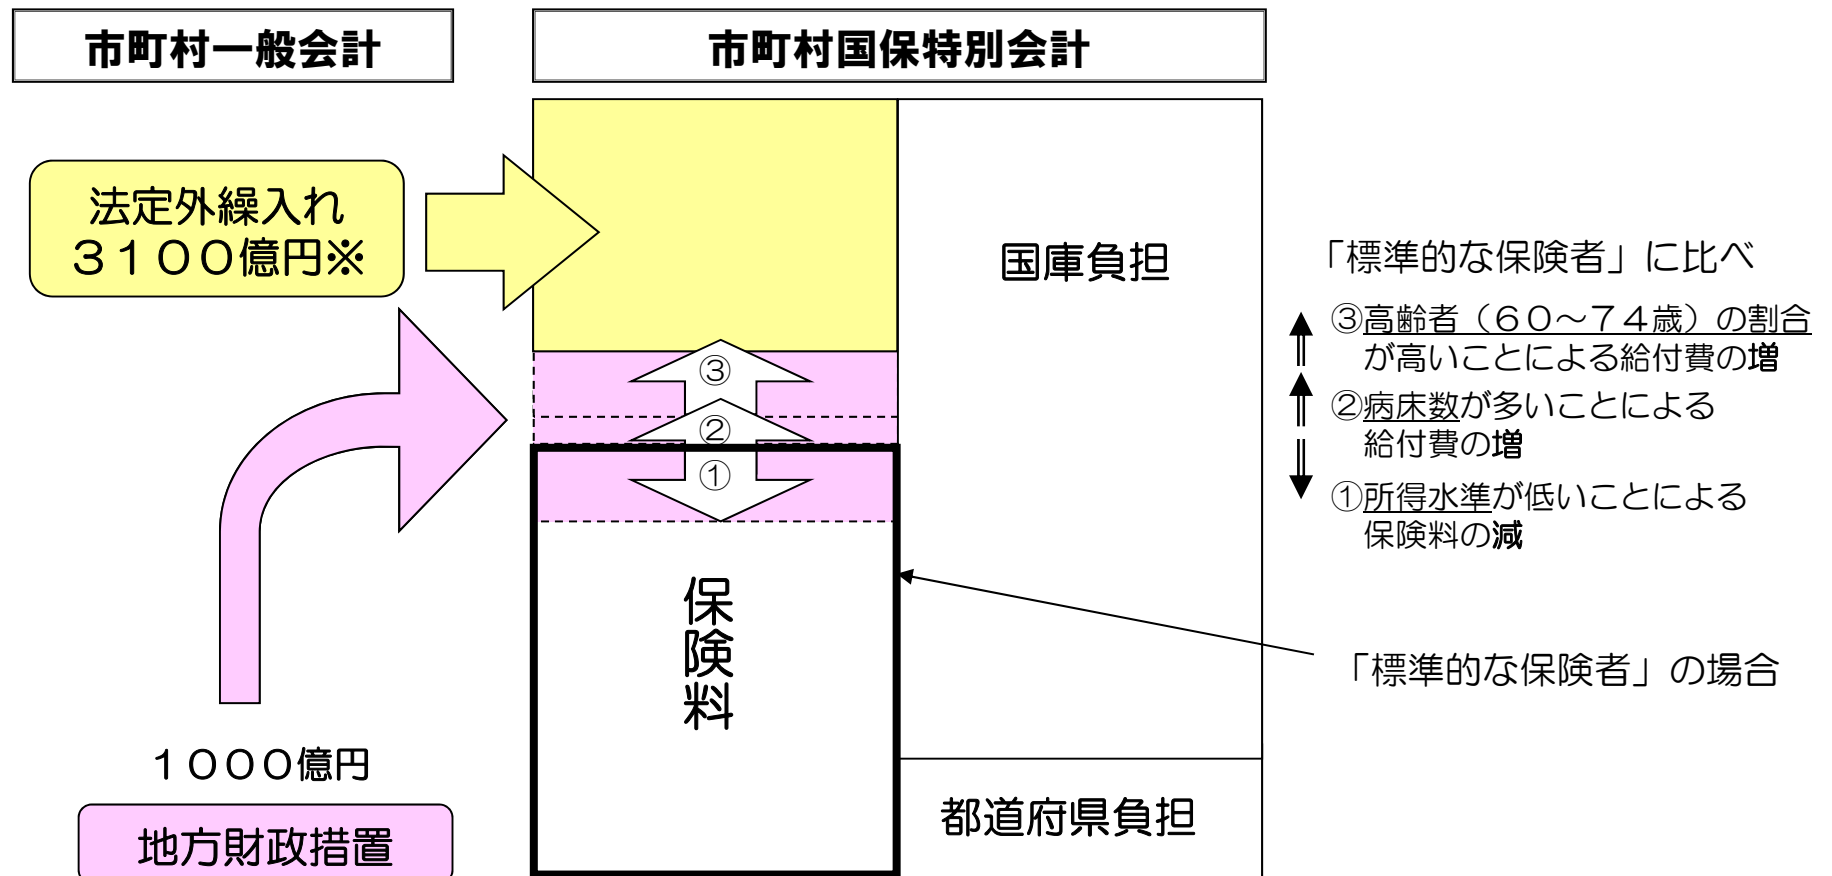 市町村一般会計
市町村国保特別会計
法定外繰入れ
３１００億円※
１０００億円
地方財政措置
③
②
①
保険料
国庫負担
都道府県負担
「標準的な保険者」に比べ
③高齢者（６０～７４歳）の割合
が高いことによる給付費の増
②病床数が多いことによる
給付費の増
①所得水準が低いことによる
保険料の減
「標準的な保険者」の場合